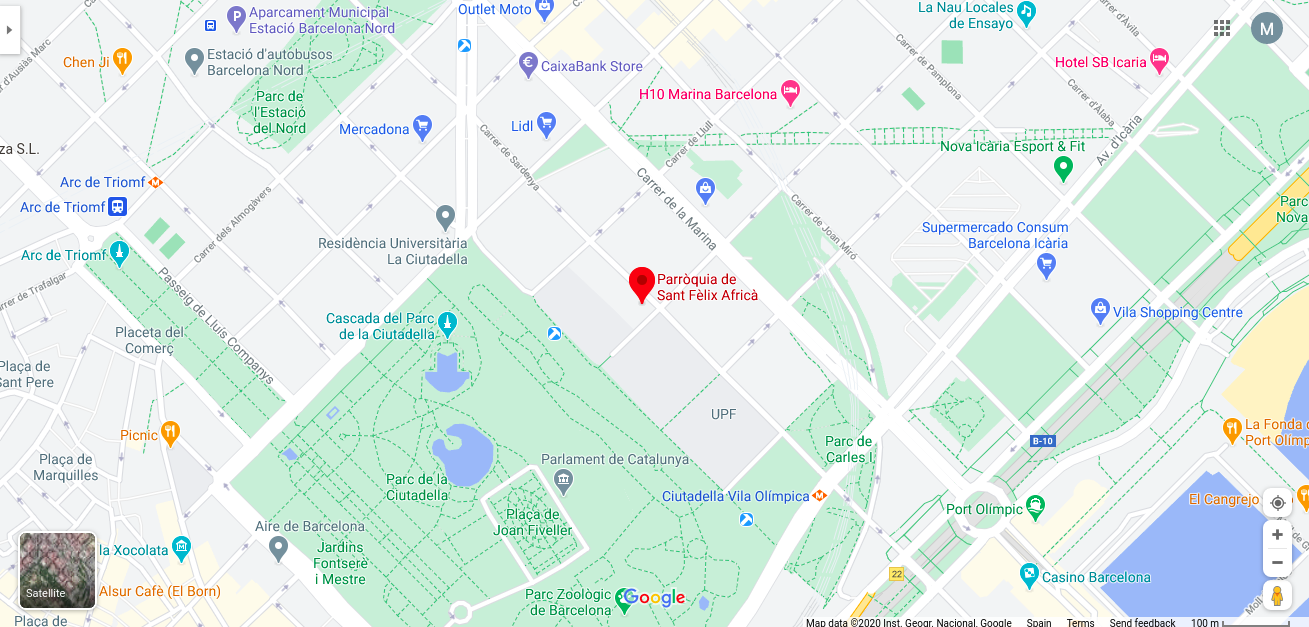 Aparcament Municipal
Estació Barcelona Nord
P
Outlet Moto
La Nau Locales
de Ensayo
M
Carrer d'Àvila
Estació d'autobusos
Barcelona Nord
Chen Ji
€
CaixaBank Store
Carrer de Pamplona
Hotel SB Icaria
H10 Marina Barcelona
Parc de
l'Estació
del Nord
Carrer d'Àlaba
Mercadona
Lidl
Carrer de Sardenya
Carrer de Llull
Av. d'Icària
Nova Icària Esport & Fit
za S.L.
Arc de Triomf
Arc de Triomf
Carrer dels Almogàvers
Carrer de la Marina
Carrer de Joan Miró
Parc
Nova
Residència Universitària
La Ciutadella
Supermercado Consum
Barcelona Icària
Arc de Triomf
Passeig de Lluís Companys
Parròquia de
Sant Fèlix Africà
rrer de Trafalgar
Cascada del Parc
de la Ciutadella
Vila Shopping Centre
Placeta del
Comerç
Plaça de
Sant Pere
UPF
Picnic
Parc de
Carles I
B-10
La Fonda d
Port Olímp
Plaça de
Marquilles
Parlament de Catalunya
Parc de la
Ciutadella
Ciutadella Vila Olímpica
El Cangrejo
Plaça de
Joan Fiveller
Port Olímpic
Aire de Barcelona
la Xocolata
Jardins
Fontserè
i Mestre
22
Casino Barcelona
Satellite
Alsur Cafè (El Born)
Parc Zoològic
de Barcelona
Google
Moll
Plaça de
Map data ©2020 Inst. Geogr. Nacional, Google
Spain
Terms
Send feedback
100 m